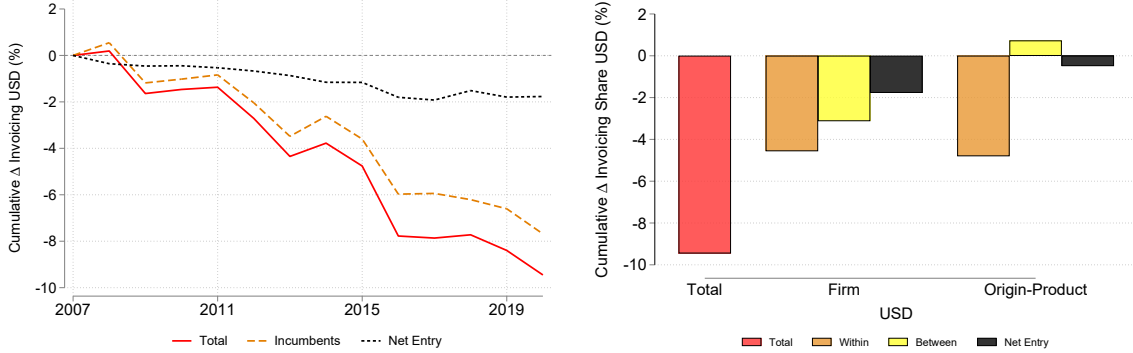 Cumulative Δ Invoicing USD (%)
2
0
-2
-4
-6
-8
-10
2007 2011 2015 2019
Total Incumbents Net Entry
Cumulative Δ Invoicing Share USD (%)
2
0
-2
-4
-6
-8
-10
Total Firm Origin-Product
USD
Total Within Between Net Entry